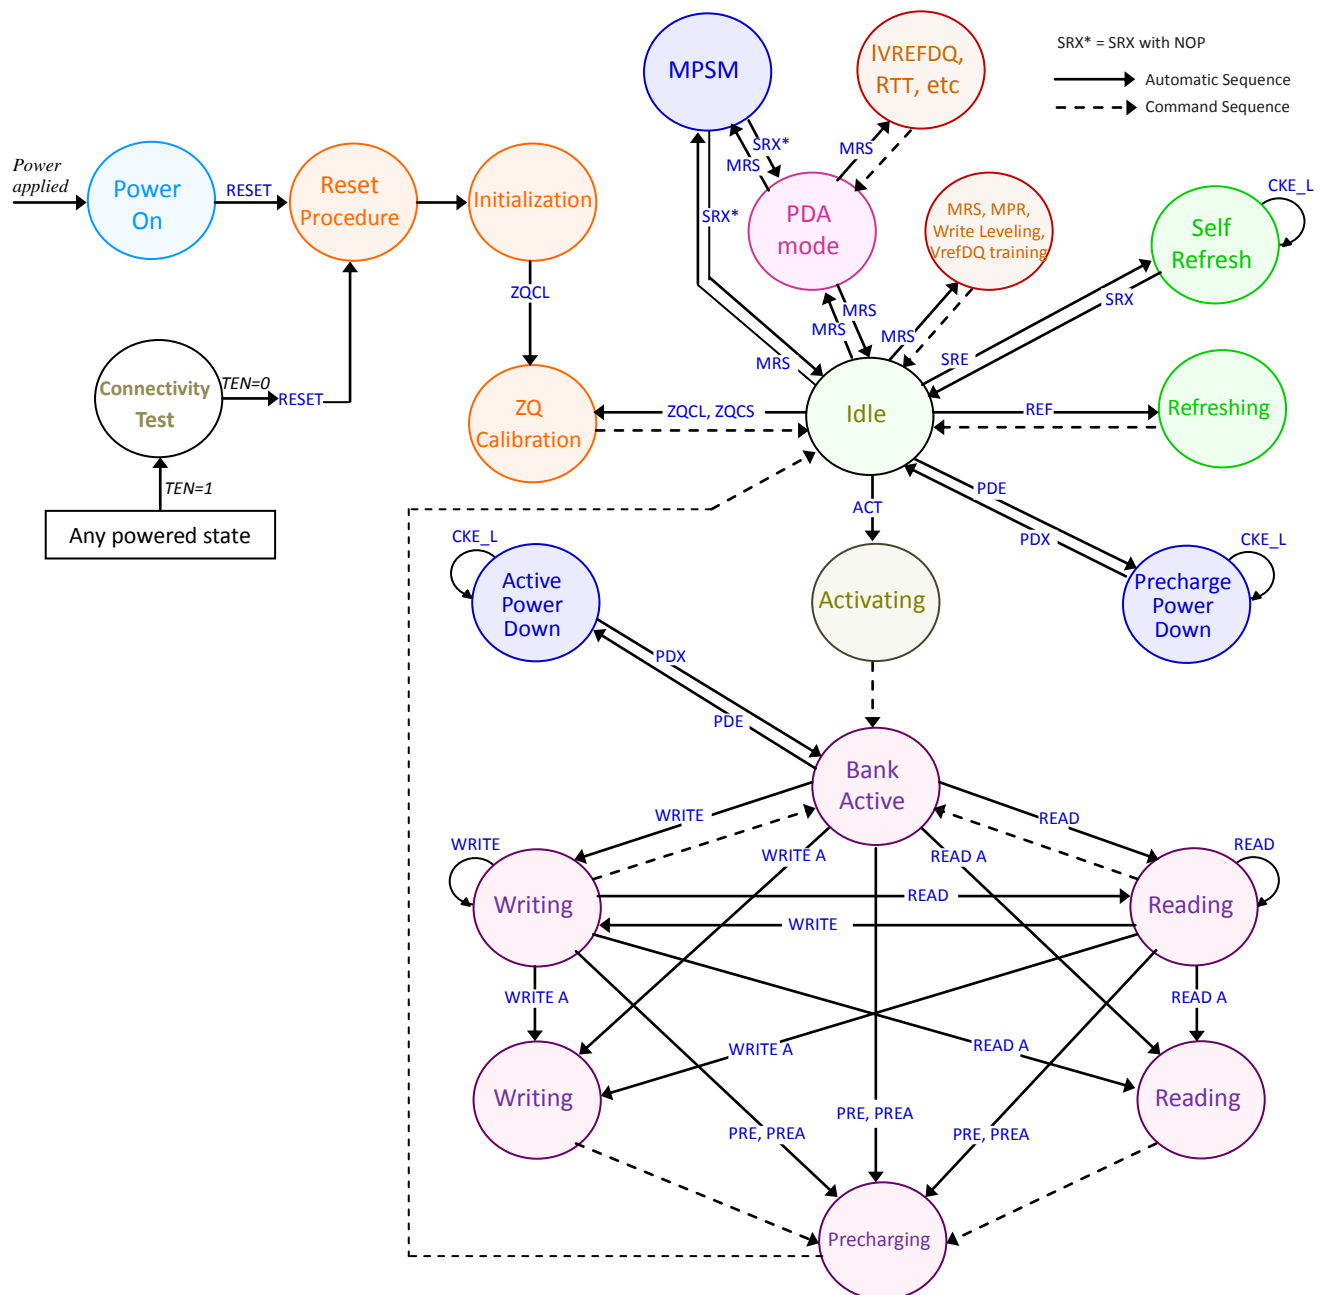 SRX* = SRX with NOP
Automatic Sequence
Command Sequence
MPSM
IVREFDQ,
RTT, etc
SRX*
MRS
MRS
Power
applied
Power
On
RESET
Reset
Procedure
Initialization
SRX*
PDA
mode
MRS, MPR,
Write Leveling,
VrefDQ training
CKE_L
Self
Refresh
ZQCL
MRS
MRS
MRS
MRS
SRE
SRX
Connectivity
Test
TEN=0
RESET
ZQ
Calibration
ZQCL, ZQCS
Idle
REF
Refreshing
TEN=1
Any powered state
ACT
PDE
PDX
CKE_L
Active
Power
Down
Activating
CKE_L
Precharge
Power
Down
PDX
PDE
Bank
Active
WRITE
READ
WRITE
WRITE A
READ A
READ
Writing
READ
WRITE
Reading
WRITE A
READ A
WRITE A
READ A
Writing
Reading
PRE, PREA
PRE, PREA
PRE, PREA
Precharging